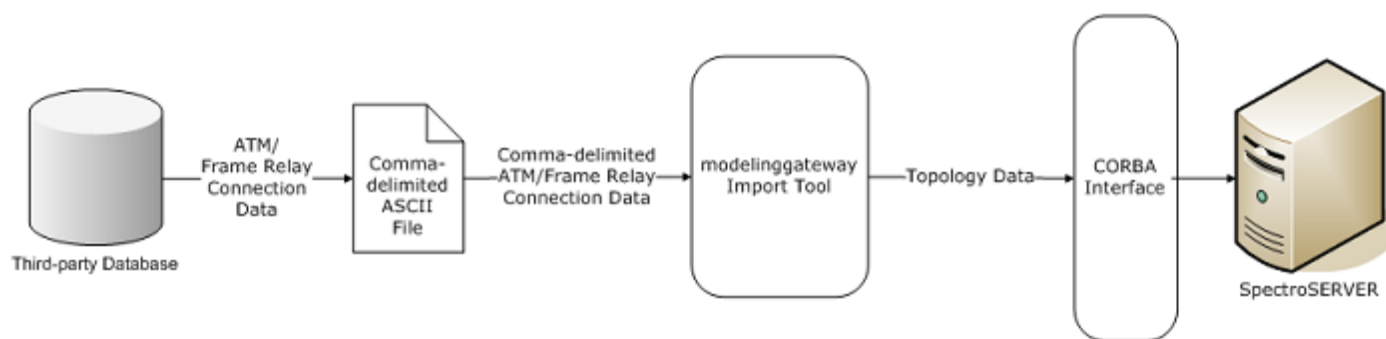 Third-party Database
ATM/
Frame Relay
Connection
Data
Comma-
delimited
ASCII
File
Comma-delimited
ATM/Frame Relay
Connection Data
modelinggateway
Import Tool
Topology Data
CORBA
Interface
SpectroSERVER